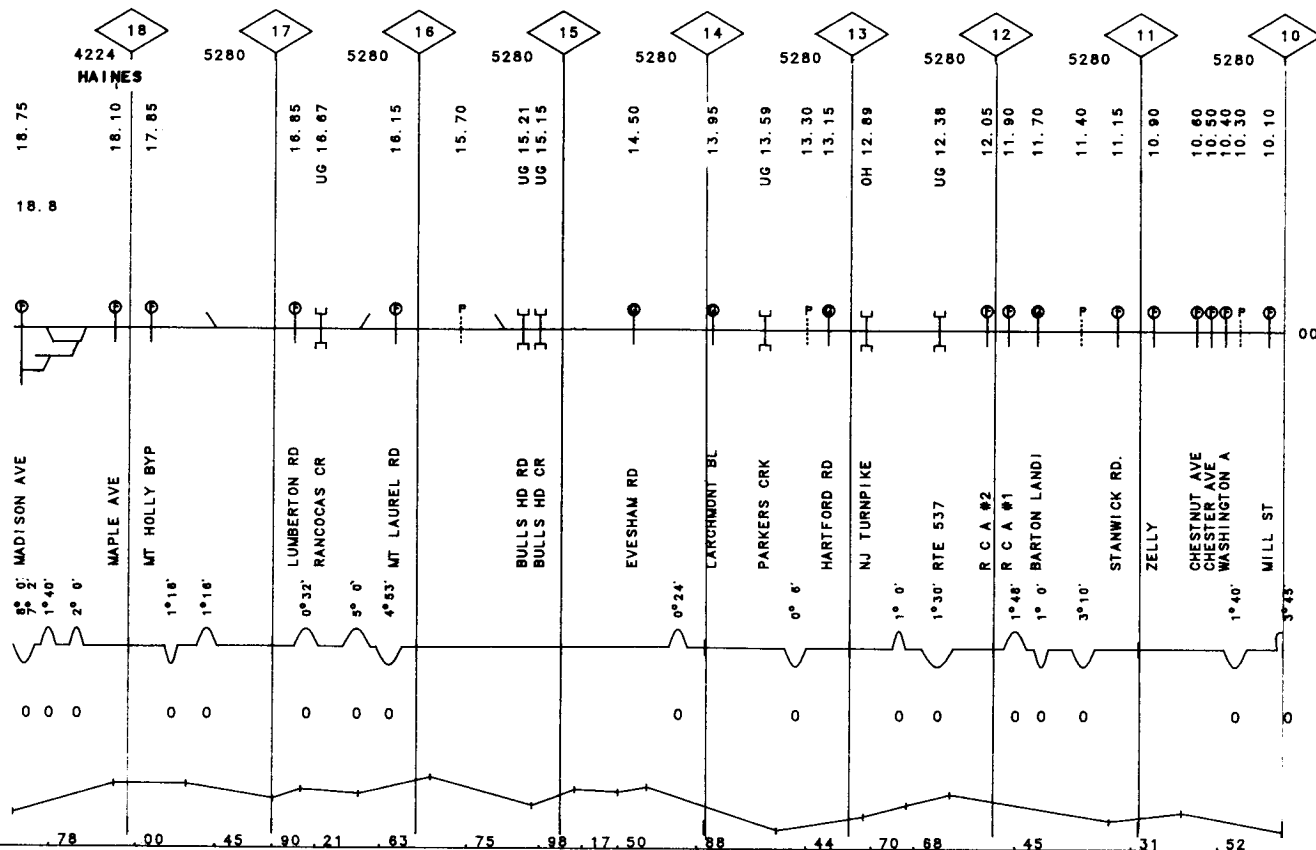 18 17 16 15 14 13 12 11 10
4224 5280 5280 5280 5280 5280 5280 5280 5280
HAINES
18.75
18.10
17.85
16.85
UG 16.67
16.15
15.70
UG 15.21
UG 15.15
14.50
13.95
UG 13.59
13.30
13.15
OH 12.89
UG 12.38
12.05
11.90
11.70
11.40
11.15
10.90
10.60
10.50
10.40
10.30
10.10
18.8
F F F F F P G F P G F F G P F F F F F P F
00
MADISON AVE
MAPLE AVE
MT HOLLY BYP
LUMBERTON RD
RANCOCAS CR
MT LAUREL RD
BULLS HD RD
BULLS HD CR
EVESHAM RD
LARCHMONT BL
PARKERS CRK
HARTFORD RD
NJ TURNPIKE
RTE 537
R C A #2
R C A #1
BARTON LANDI
STANWICK RD.
ZELLY
CHESTNUT AVE
CHESTER AVE
WASHINGTON A
MILL ST
8° 0'
7° 2'
1°40'
2° 0'
1°16'
1°16'
0°32'
5° 0'
4°53'
0°24'
0° 6'
1° 0'
1°30'
1°48'
1° 0'
3°10'
1°40'
3°45'
0 0 0 0 0 0 0 0 0 0 0 0 0 0 0 0 0
.78 .00 .45 .90 .21 .63 .75 .98 .17 .50 .88 .44 .70 .68 .45 .31 .52